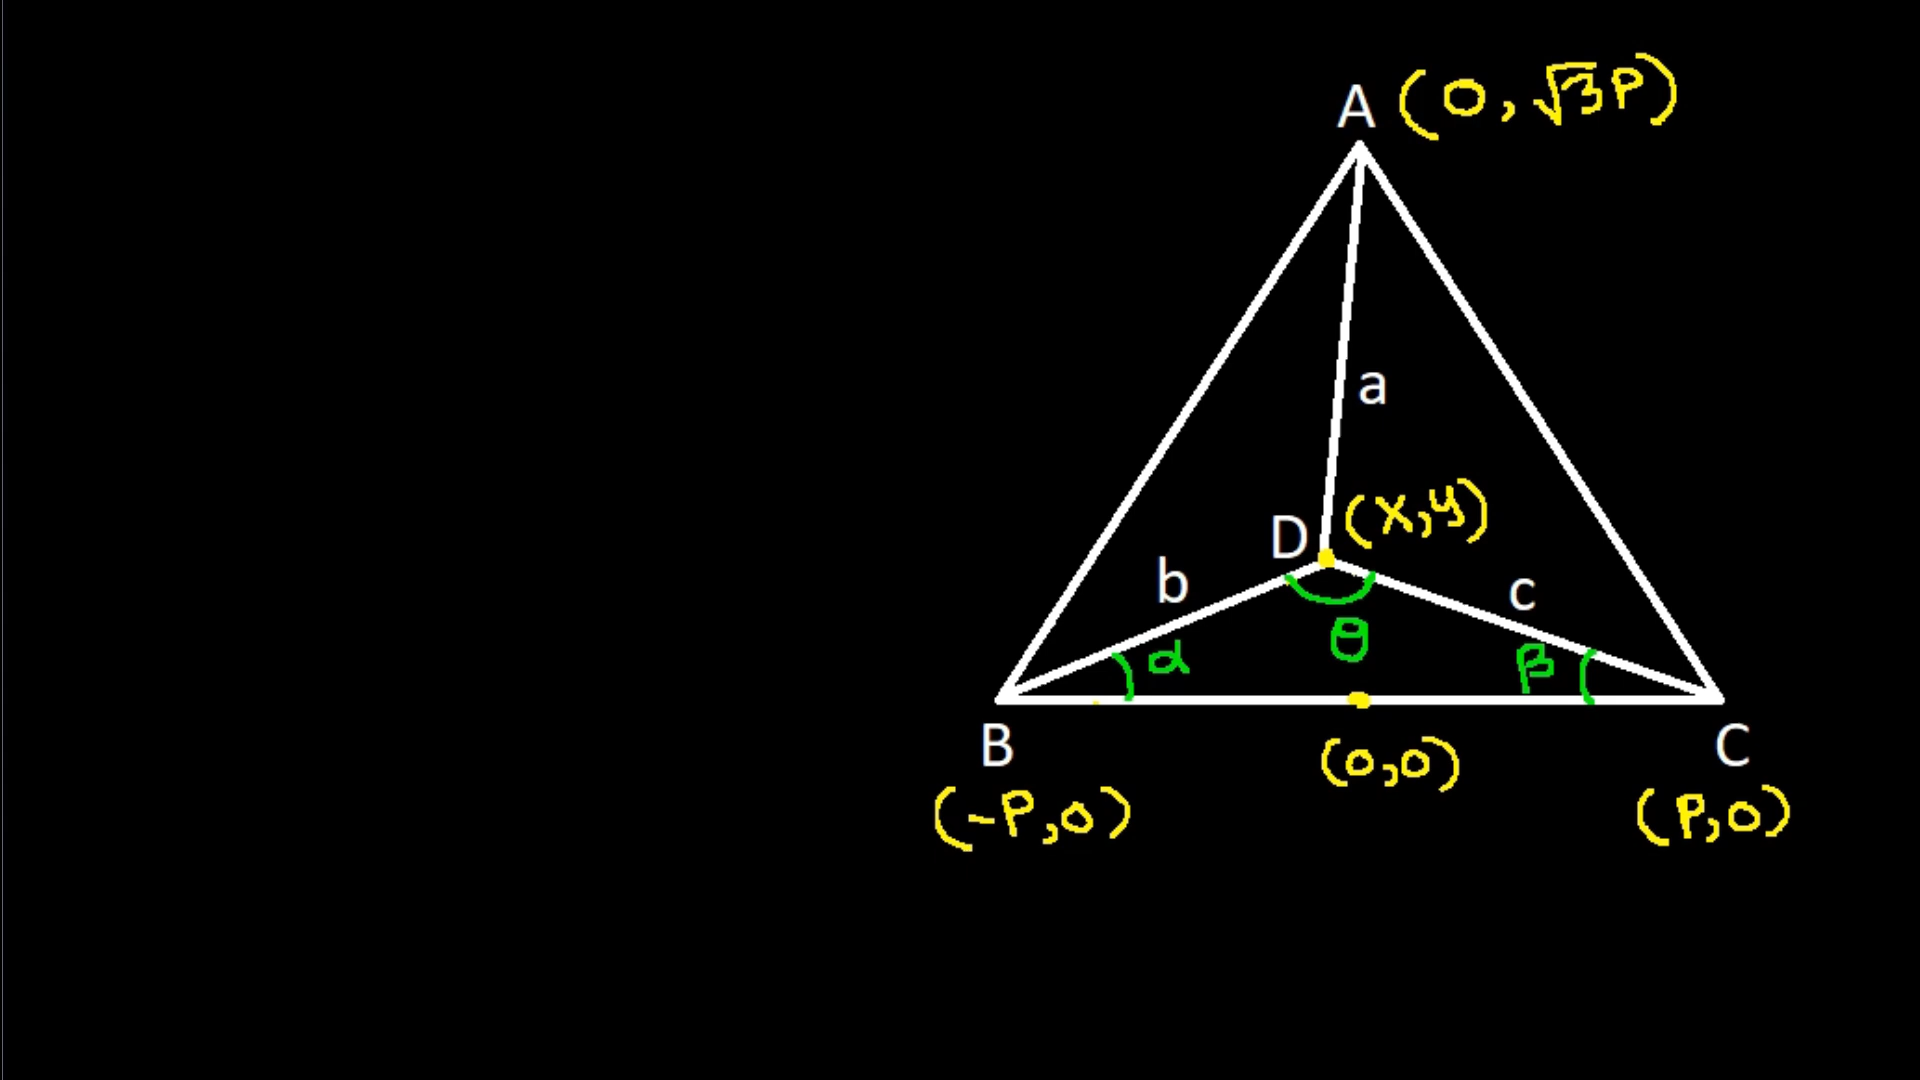 A (0, √3P)
a
D (x,y)
b
c
α
θ
β
B
C
(0,0)
(-P,0)
(P,0)